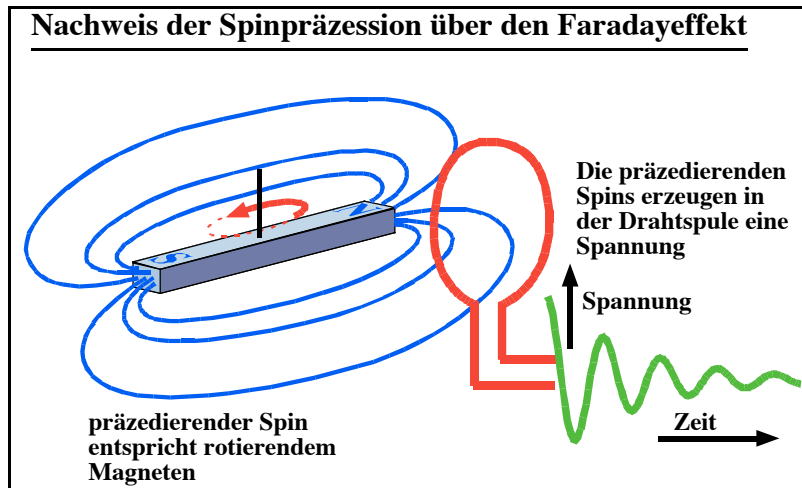 Nachweis der Spinpräzession über den Faradayeffekt
S
N
Die präzedierenden
Spins erzeugen in
der Drahtspule eine
Spannung
Spannung
Zeit
präzedierender Spin
entspricht rotierendem
Magneten